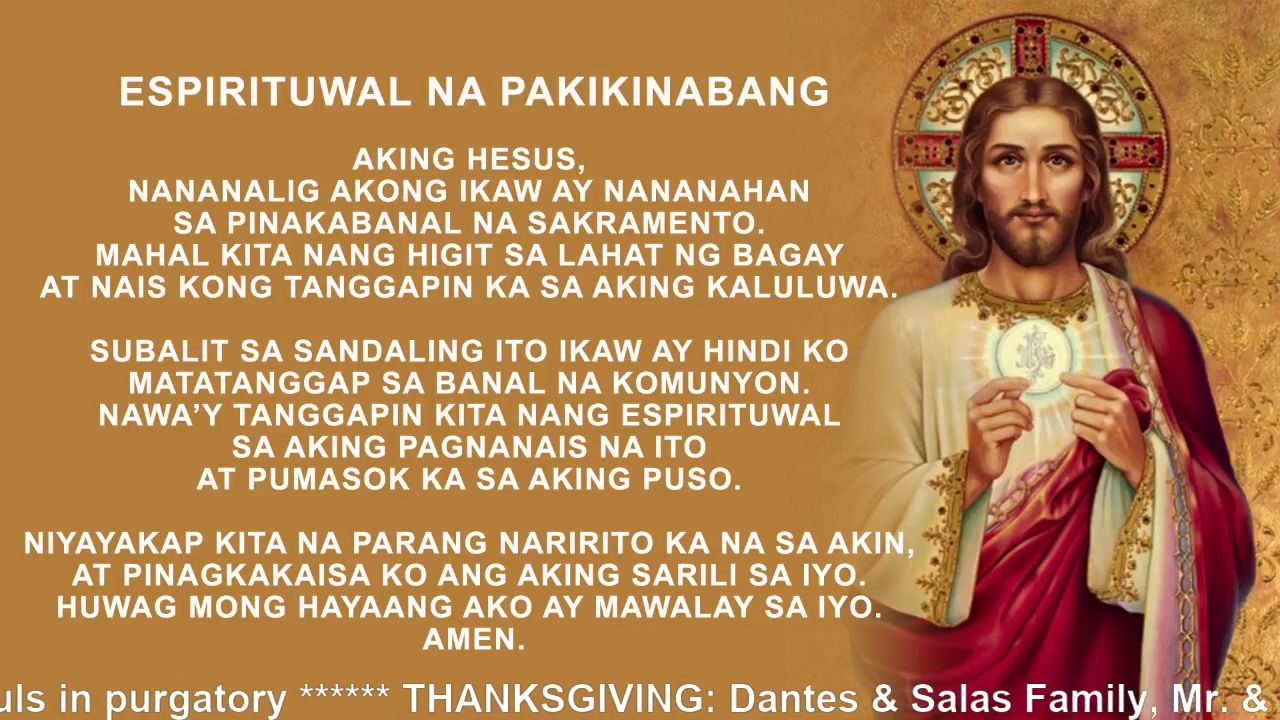 ESPIRITUWAL NA PAKIKINABANG
AKING HESUS,
NANANALIG AKONG IKAW AY NANANAHAN
SA PINAKABANAL NA SAKRAMENTO.
MAHAL KITA NANG HIGIT SA LAHAT NG BAGAY
AT NAIS KONG TANGGAPIN KA SA AKING KALULUWA.
SUBALIT SA SANDALING ITO IKAW AY HINDI KO
MATATANGGAP SA BANAL NA KOMUNYON.
NAWA’Y TANGGAPIN KITA NANG ESPIRITUWAL
SA AKING PAGNANAIS NA ITO
AT PUMASOK KA SA AKING PUSO.
NIYAYAKAP KITA NA PARANG NARIRITO KA NA SA AKIN,
AT PINAGKAKAISA KO ANG AKING SARILI SA IYO.
HUWAG MONG HAYAANG AKO AY MAWALAY SA IYO.
AMEN.
uls in purgatory ****** THANKSGIVING: Dantes & Salas Family, Mr. &